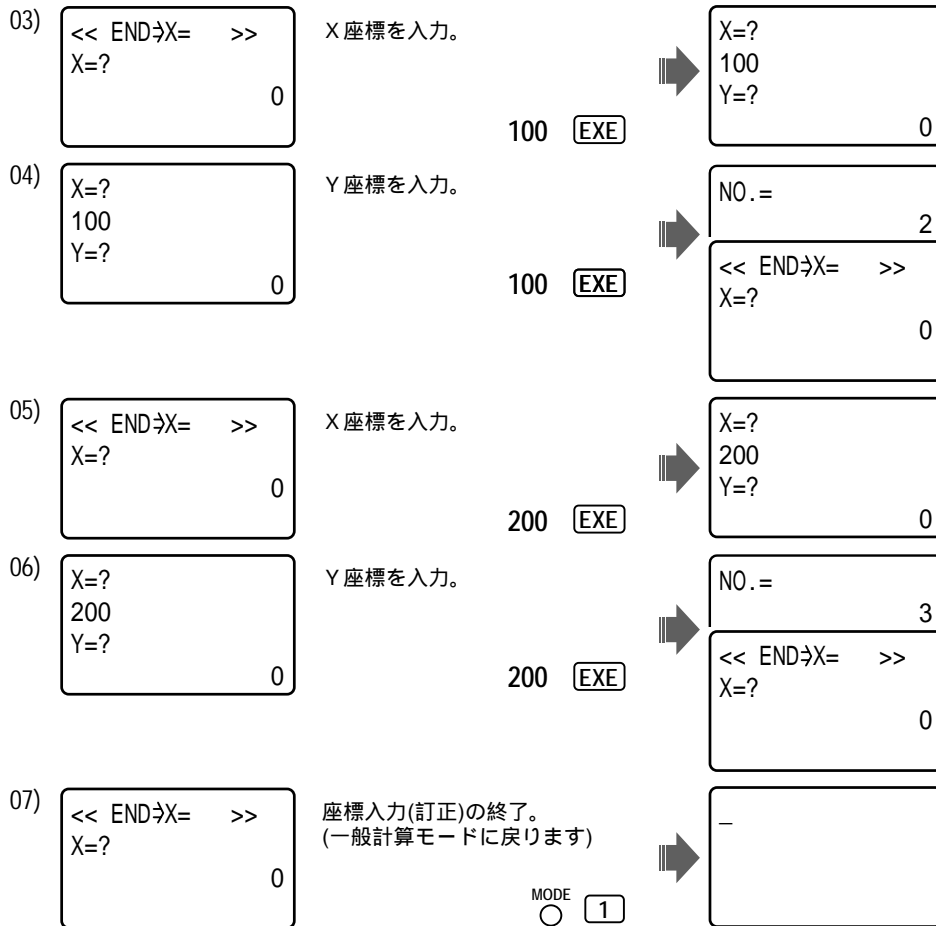 03)
<< END⇒X= >>
X=?
0
X座標を入力。
100 EXE
X=?
100
Y=?
0
04)
X=?
100
Y=?
0
Y座標を入力。
100 EXE
NO.=
2
<< END⇒X= >>
X=?
0
05)
<< END⇒X= >>
X=?
0
X座標を入力。
200 EXE
X=?
200
Y=?
0
06)
X=?
200
Y=?
0
Y座標を入力。
200 EXE
NO.=
3
<< END⇒X= >>
X=?
0
07)
<< END⇒X= >>
X=?
0
座標入力(訂正)の終了。
(一般計算モードに戻ります)
MODE
1
_